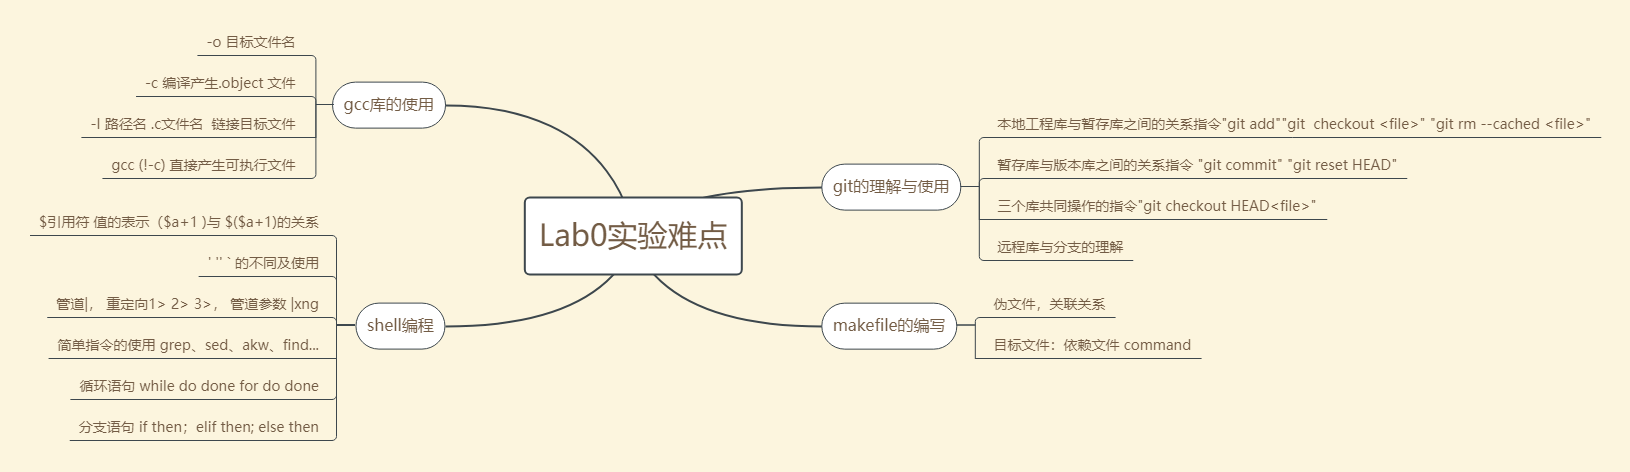 Lab0实验难点
gcc库的使用
-o 目标文件名
-c 编译产生.object 文件
-I 路径名 .c文件名  链接目标文件
gcc (!-c) 直接产生可执行文件
shell编程
$引用符 值的表示（$a+1 )与 $($a+1)的关系
' '' ` 的不同及使用
管道|， 重定向1> 2> 3>， 管道参数 |xng
简单指令的使用 grep、sed、akw、find...
循环语句 while do done for do done
分支语句 if then；elif then; else then
git的理解与使用
本地工程库与暂存库之间的关系指令"git add""git  checkout <file>" "git rm --cached <file>"
暂存库与版本库之间的关系指令 "git commit" "git reset HEAD"
三个库共同操作的指令"git checkout HEAD<file>"
远程库与分支的理解
makefile的编写
伪文件，关联关系
目标文件：依赖文件 command